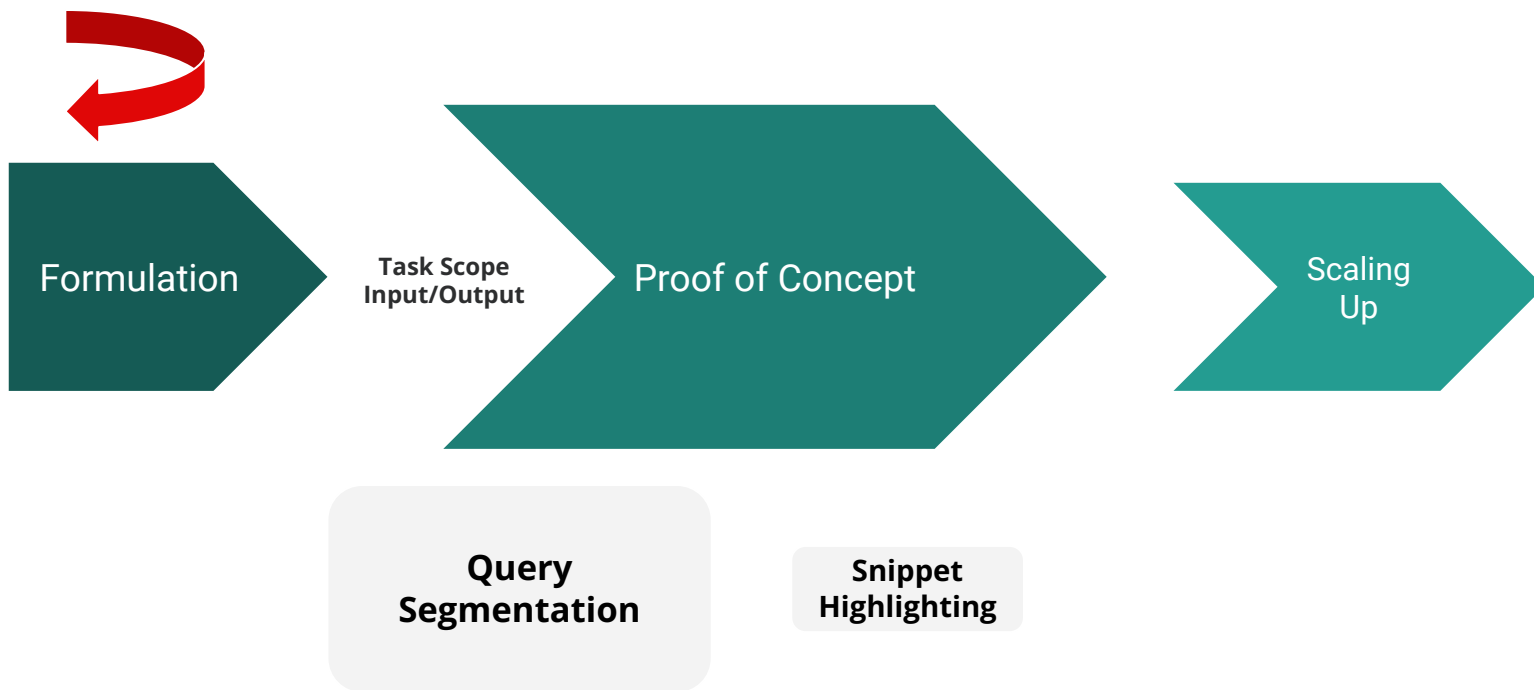 Formulation
Task Scope
Input/Output
Proof of Concept
Scaling
Up
Query
Segmentation
Snippet
Highlighting